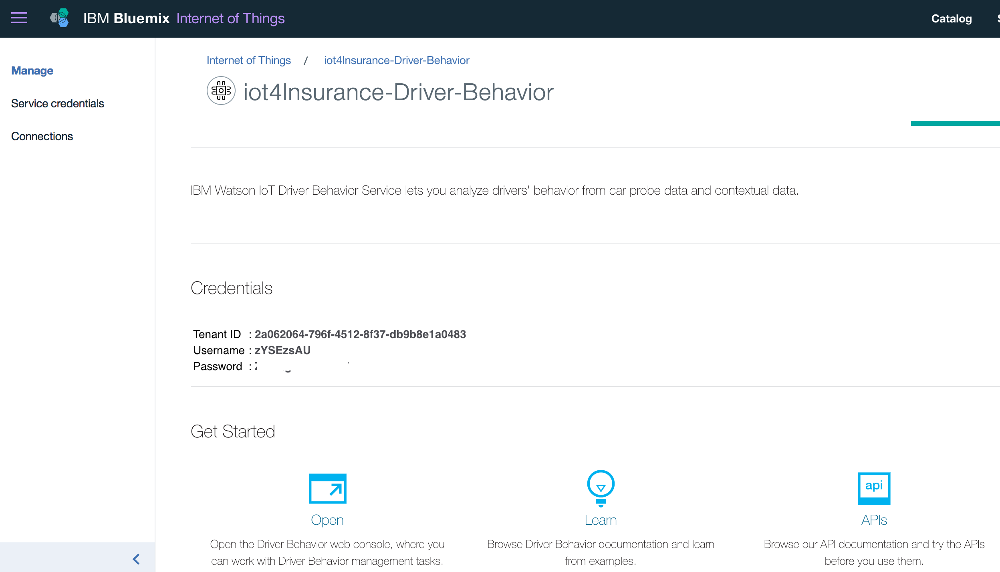 IBM Bluemix Internet of Things
Catalog
Manage
Service credentials
Connections
Internet of Things / iot4Insurance-Driver-Behavior
iot4Insurance-Driver-Behavior
IBM Watson IoT Driver Behavior Service lets you analyze drivers' behavior from car probe data and contextual data.
Credentials
Tenant ID : 2a062064-796f-4512-8f37-db9b8e1a0483
Username : zYSEzsAU
Password :
Get Started
api
Open
Learn
APIs
Open the Driver Behavior web console, where you
can work with Driver Behavior management tasks.
Browse Driver Behavior documentation and learn
from examples.
Browse our API documentation and try the APIs
before you use them.